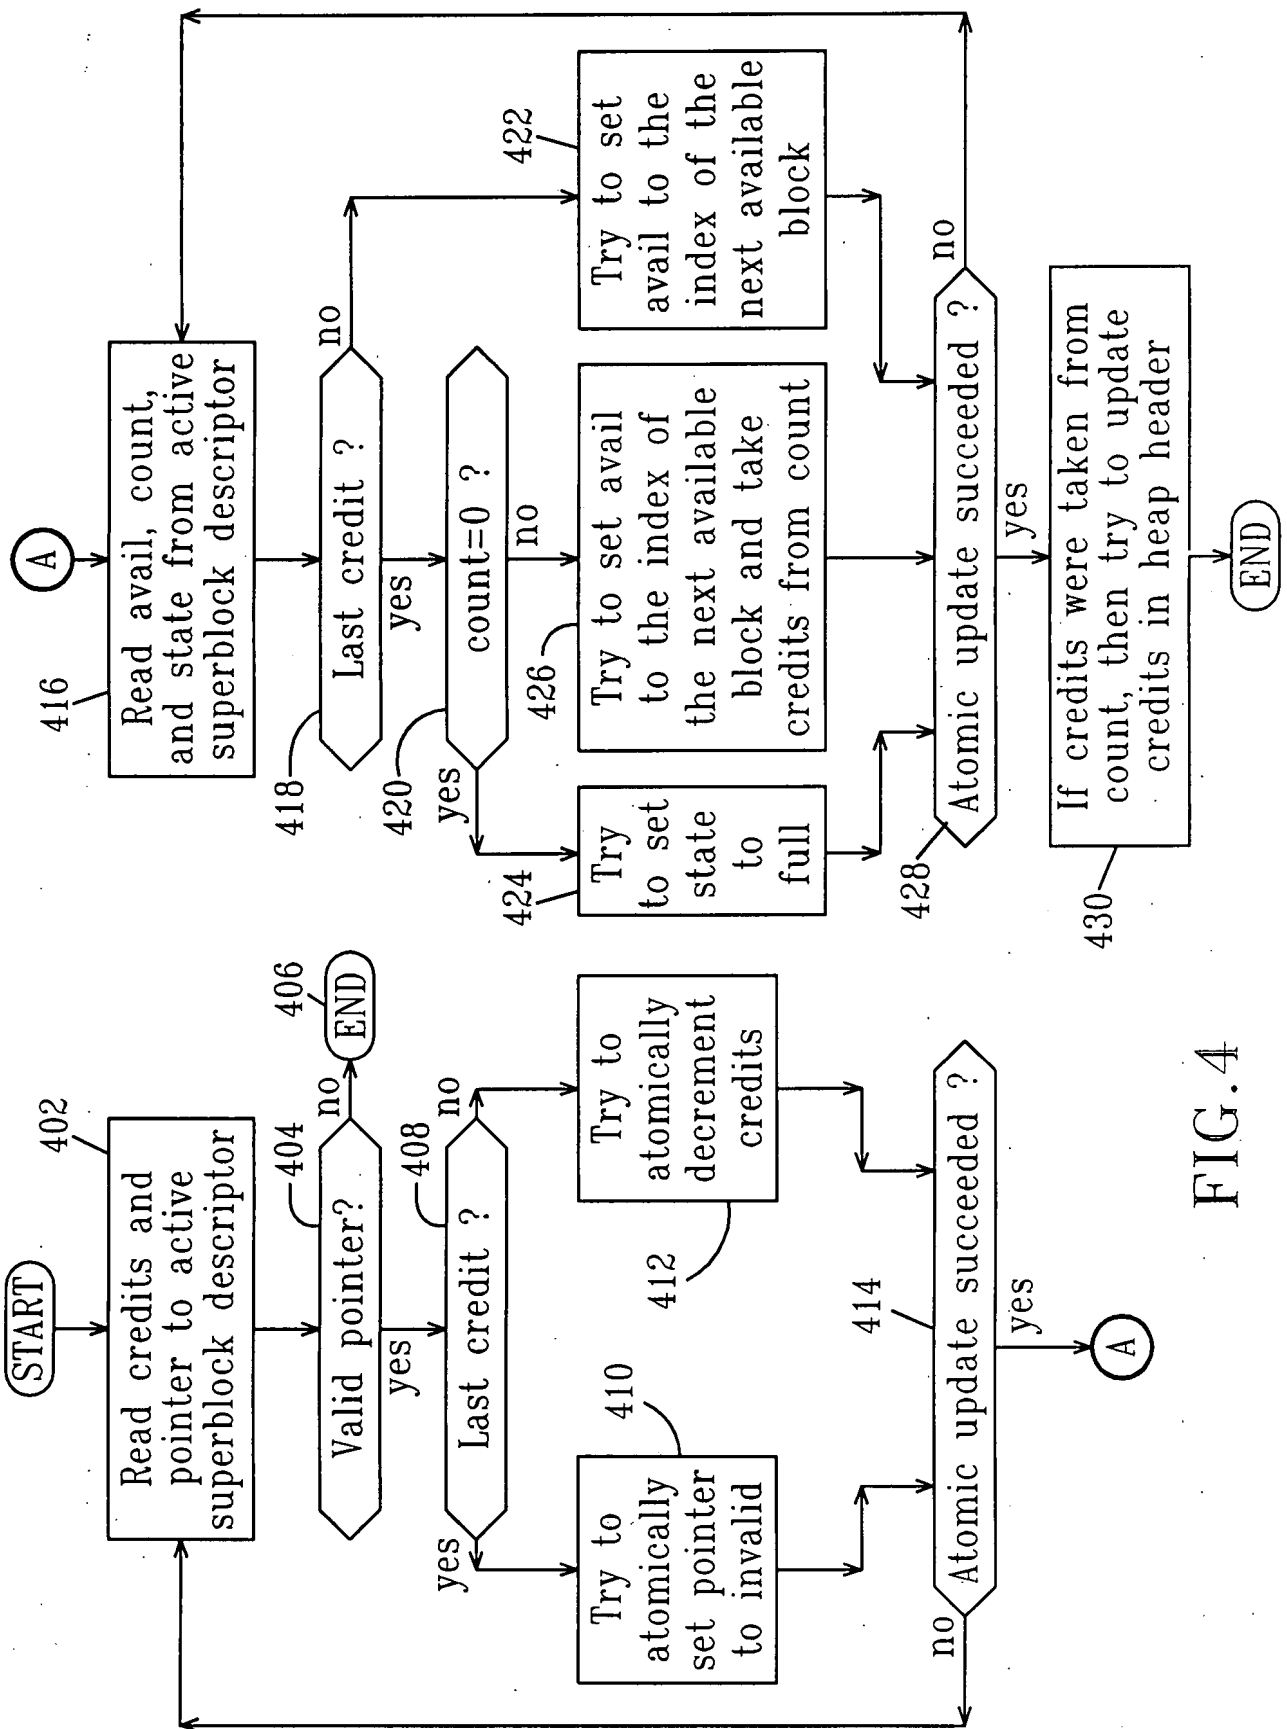 START
402
Read credits and
pointer to active
superblock descriptor
404
Valid pointer?
no
406
END
yes
408
Last credit ?
yes
no
410
Try to
atomically
set pointer
to invalid
Try to
atomically
decrement
credits
412
414
Atomic update succeeded ?
no
yes
A
A
416
Read avail, count,
and state from active
superblock descriptor
418
Last credit ?
no
yes
420
count=0 ?
yes
no
424
Try
to set
state
to
full
426
Try to set avail
to the index of
the next available
block and take
credits from count
422
Try to set
avail to the
index of the
next available
block
428
Atomic update succeeded ?
no
yes
430
If credits were taken from
count, then try to update
credits in heap header
END
FIG.4